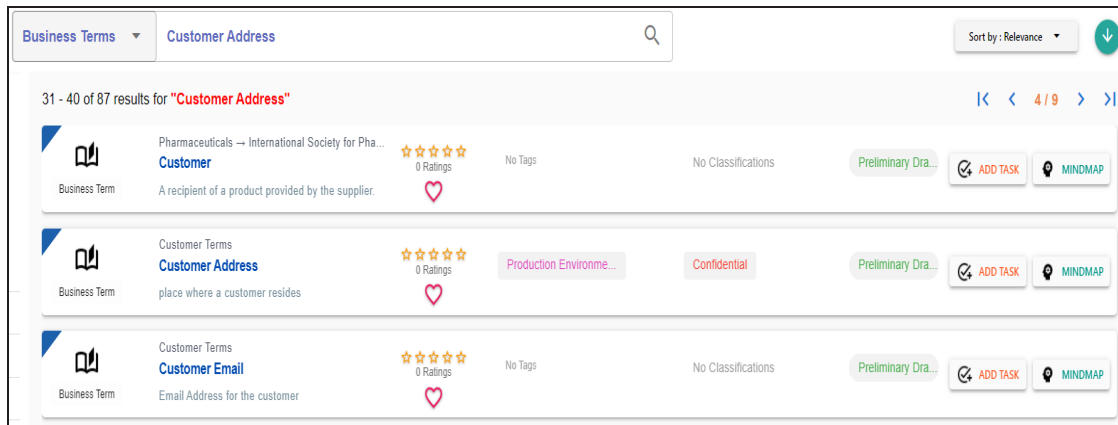 Business Terms
Customer Address
Sort by : Relevance
31 - 40 of 87 results for "Customer Address"
4 / 9
Pharmaceuticals → International Society for Pha...
Customer
A recipient of a product provided by the supplier.
Business Term
0 Ratings
No Tags
No Classifications
Preliminary Dra...
ADD TASK
MINDMAP
Customer Terms
Customer Address
place where a customer resides
Business Term
0 Ratings
Production Environme...
Confidential
Preliminary Dra...
ADD TASK
MINDMAP
Customer Terms
Customer Email
Email Address for the customer
Business Term
0 Ratings
No Tags
No Classifications
Preliminary Dra...
ADD TASK
MINDMAP